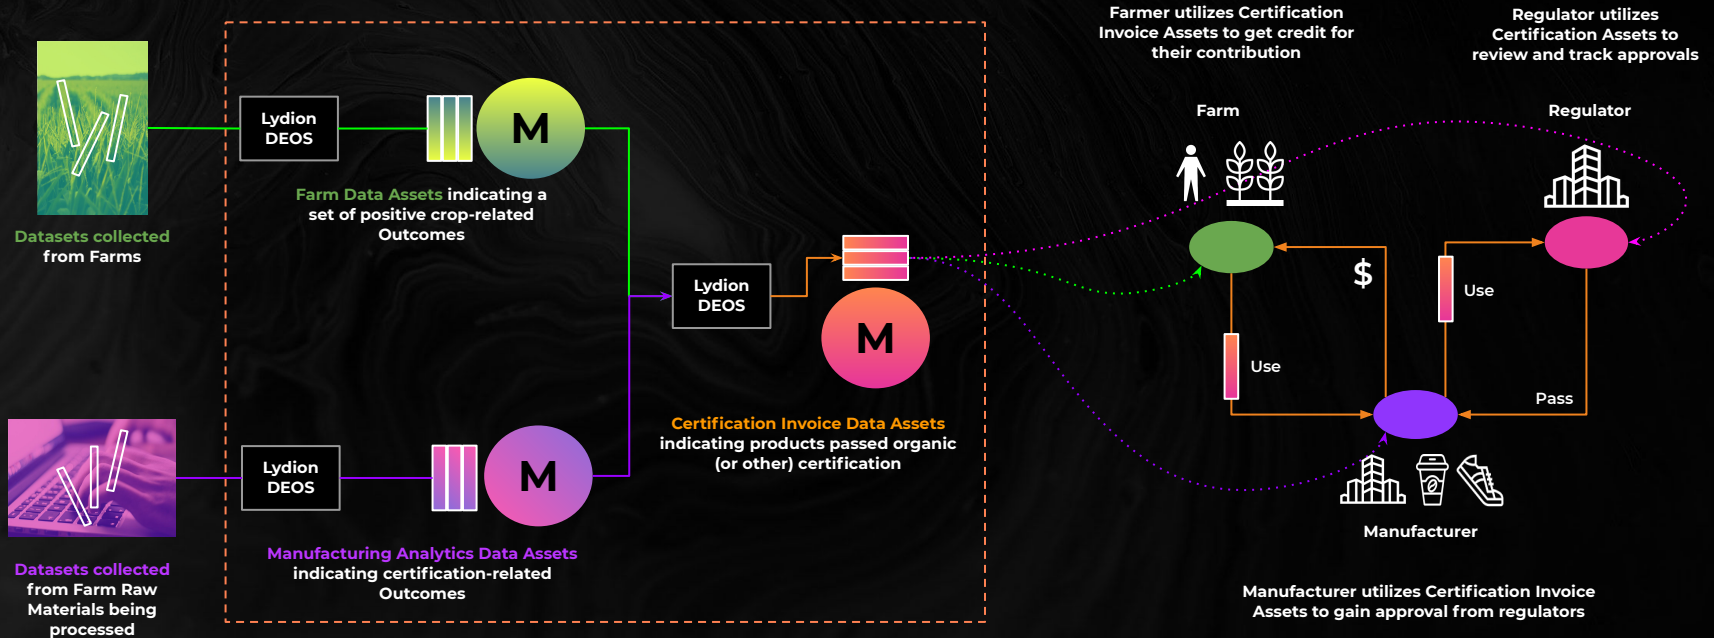 Datasets collected
from Farms
Datasets collected
from Farm Raw
Materials being
processed
Lydion
DEOS
M
Farm Data Assets indicating a
set of positive crop-related
Outcomes
Lydion
DEOS
M
Manufacturing Analytics Data Assets
indicating certification-related
Outcomes
Lydion
DEOS
M
Certification Invoice Data Assets
indicating products passed organic
(or other) certification
Farmer utilizes Certification
Invoice Assets to get credit for
their contribution
Regulator utilizes
Certification Assets to
review and track approvals
Farm
Regulator
$
Use
Use
Pass
Manufacturer
Manufacturer utilizes Certification Invoice
Assets to gain approval from regulators